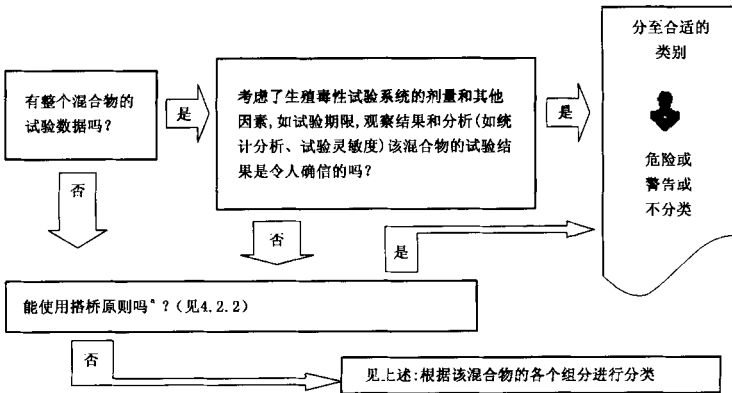 分至合适的
类别
有整个混合物的
试验数据吗？
是
考虑了生殖毒性试验系统的剂量和其他
因素,如试验期限,观察结果和分析(如统
计分析、试验灵敏度)该混合物的试验结
果是令人确信的吗？
是
危险或
警告或
不分类
否
否
是
能使用搭桥原则吗ª？(见4.2.2)
否
见上述:根据该混合物的各个组分进行分类